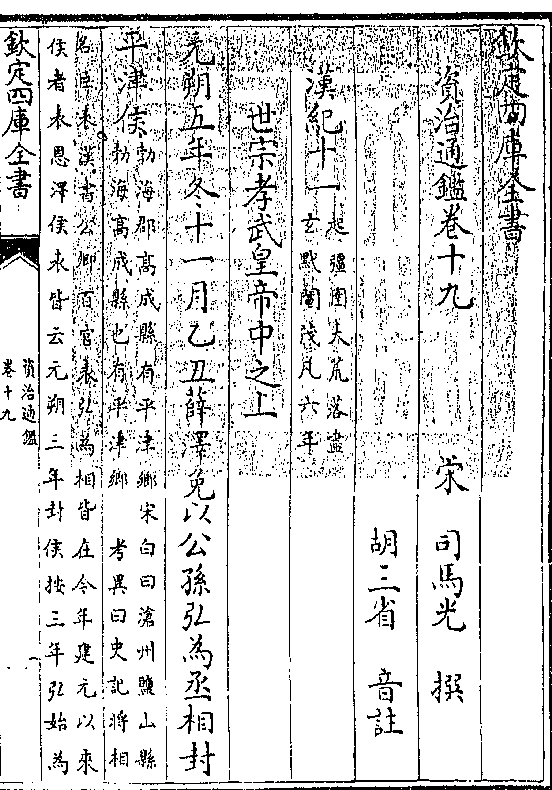 欽定四庫全書
資治通鑑卷十九
宋 司馬光 撰
胡三省 音註
漢紀十一
起彊圉大荒落盡
玄黓閹茂凡六年
世宗孝武皇帝中之上
元朔五年冬十一月乙丑薛澤免以公孫弘為丞相封
平津侯
勃海郡高成縣有平津鄉宋白曰滄州鹽山縣
勃海高成縣也有平津鄉 考異曰史記將相
名臣表漢書公卿百官表弘為相皆在今年建元以來
侯者表恩澤侯表皆云元朔三年封侯按三年弘始為
欽定四庫全書
資治通鑑
卷十九
一